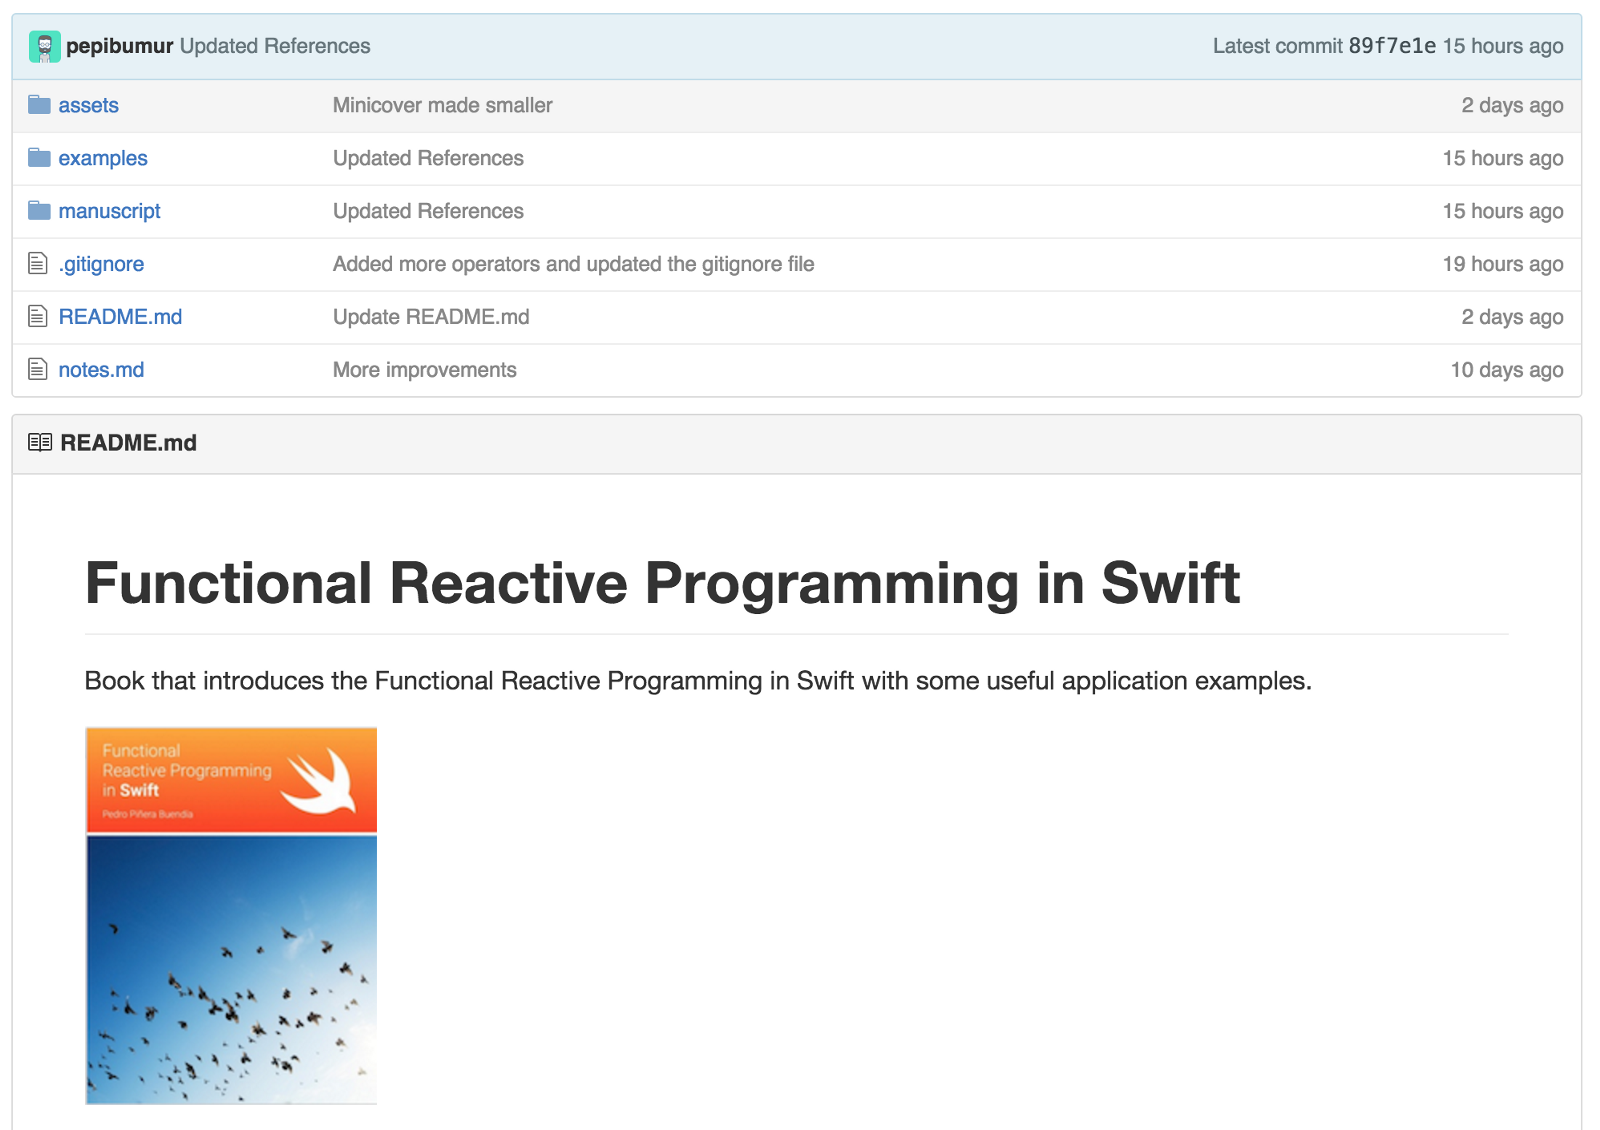 pepibumur Updated References Latest commit 89f7e1e 15 hours ago
assets Minicover made smaller 2 days ago
examples Updated References 15 hours ago
manuscript Updated References 15 hours ago
.gitignore Added more operators and updated the gitignore file 19 hours ago
README.md Update README.md 2 days ago
notes.md More improvements 10 days ago
README.md
Functional Reactive Programming in Swift
Book that introduces the Functional Reactive Programming in Swift with some useful application examples.
Functional
Reactive Programming
in Swift
Pedro Piñera Buendía